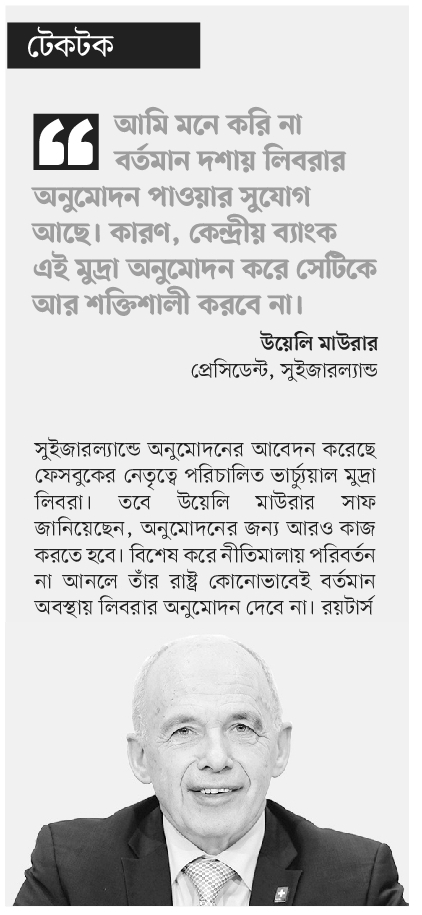 টেকটক
আমি মনে করি না
বর্তমান দশায় লিবরার
অনুমোদন পাওয়ার সুযোগ
আছে। কারণ, কেন্দ্রীয় ব্যাংক
এই মুদ্রা অনুমোদন করে সেটিকে
আর শক্তিশালী করবে না।
উয়েলি মাউরার
প্রেসিডেন্ট, সুইজারল্যান্ড
সুইজারল্যান্ডে অনুমোদনের আবেদন করেছে
ফেসবুকের নেতৃত্বে পরিচালিত ভার্চ্যুয়াল মুদ্রা
লিবরা। তবে উয়েলি মাউরার সাফ
জানিয়েছেন, অনুমোদনের জন্য আরও কাজ
করতে হবে। বিশেষ করে নীতিমালায় পরিবর্তন
না আনলে তাঁর রাষ্ট্র কোনোভাবেই বর্তমান
অবস্থায় লিবরার অনুমোদন দেবে না। রয়টার্স